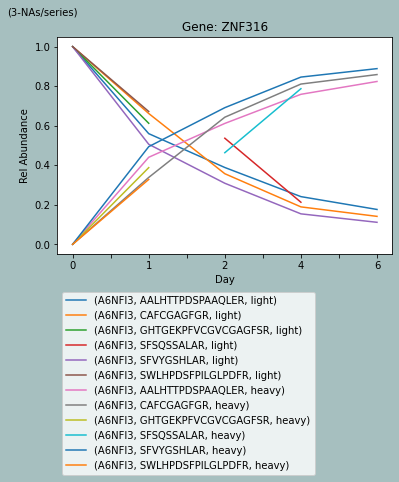 (3-NAs/series)
Gene: ZNF316
1.0
0.8
0.6
0.4
0.2
0.0
Rel Abundance
0 1 2 4 6
Day
(A6NFI3, AALHTTPDSPAAQLER, light)
(A6NFI3, CAFCGAGFGR, light)
(A6NFI3, GHTGEKPFVCGVCGAGFSR, light)
(A6NFI3, SFSQSSALAR, light)
(A6NFI3, SFVYGSHLAR, light)
(A6NFI3, SWLHPDSFPILGLPDFR, light)
(A6NFI3, AALHTTPDSPAAQLER, heavy)
(A6NFI3, CAFCGAGFGR, heavy)
(A6NFI3, GHTGEKPFVCGVCGAGFSR, heavy)
(A6NFI3, SFSQSSALAR, heavy)
(A6NFI3, SFVYGSHLAR, heavy)
(A6NFI3, SWLHPDSFPILGLPDFR, heavy)